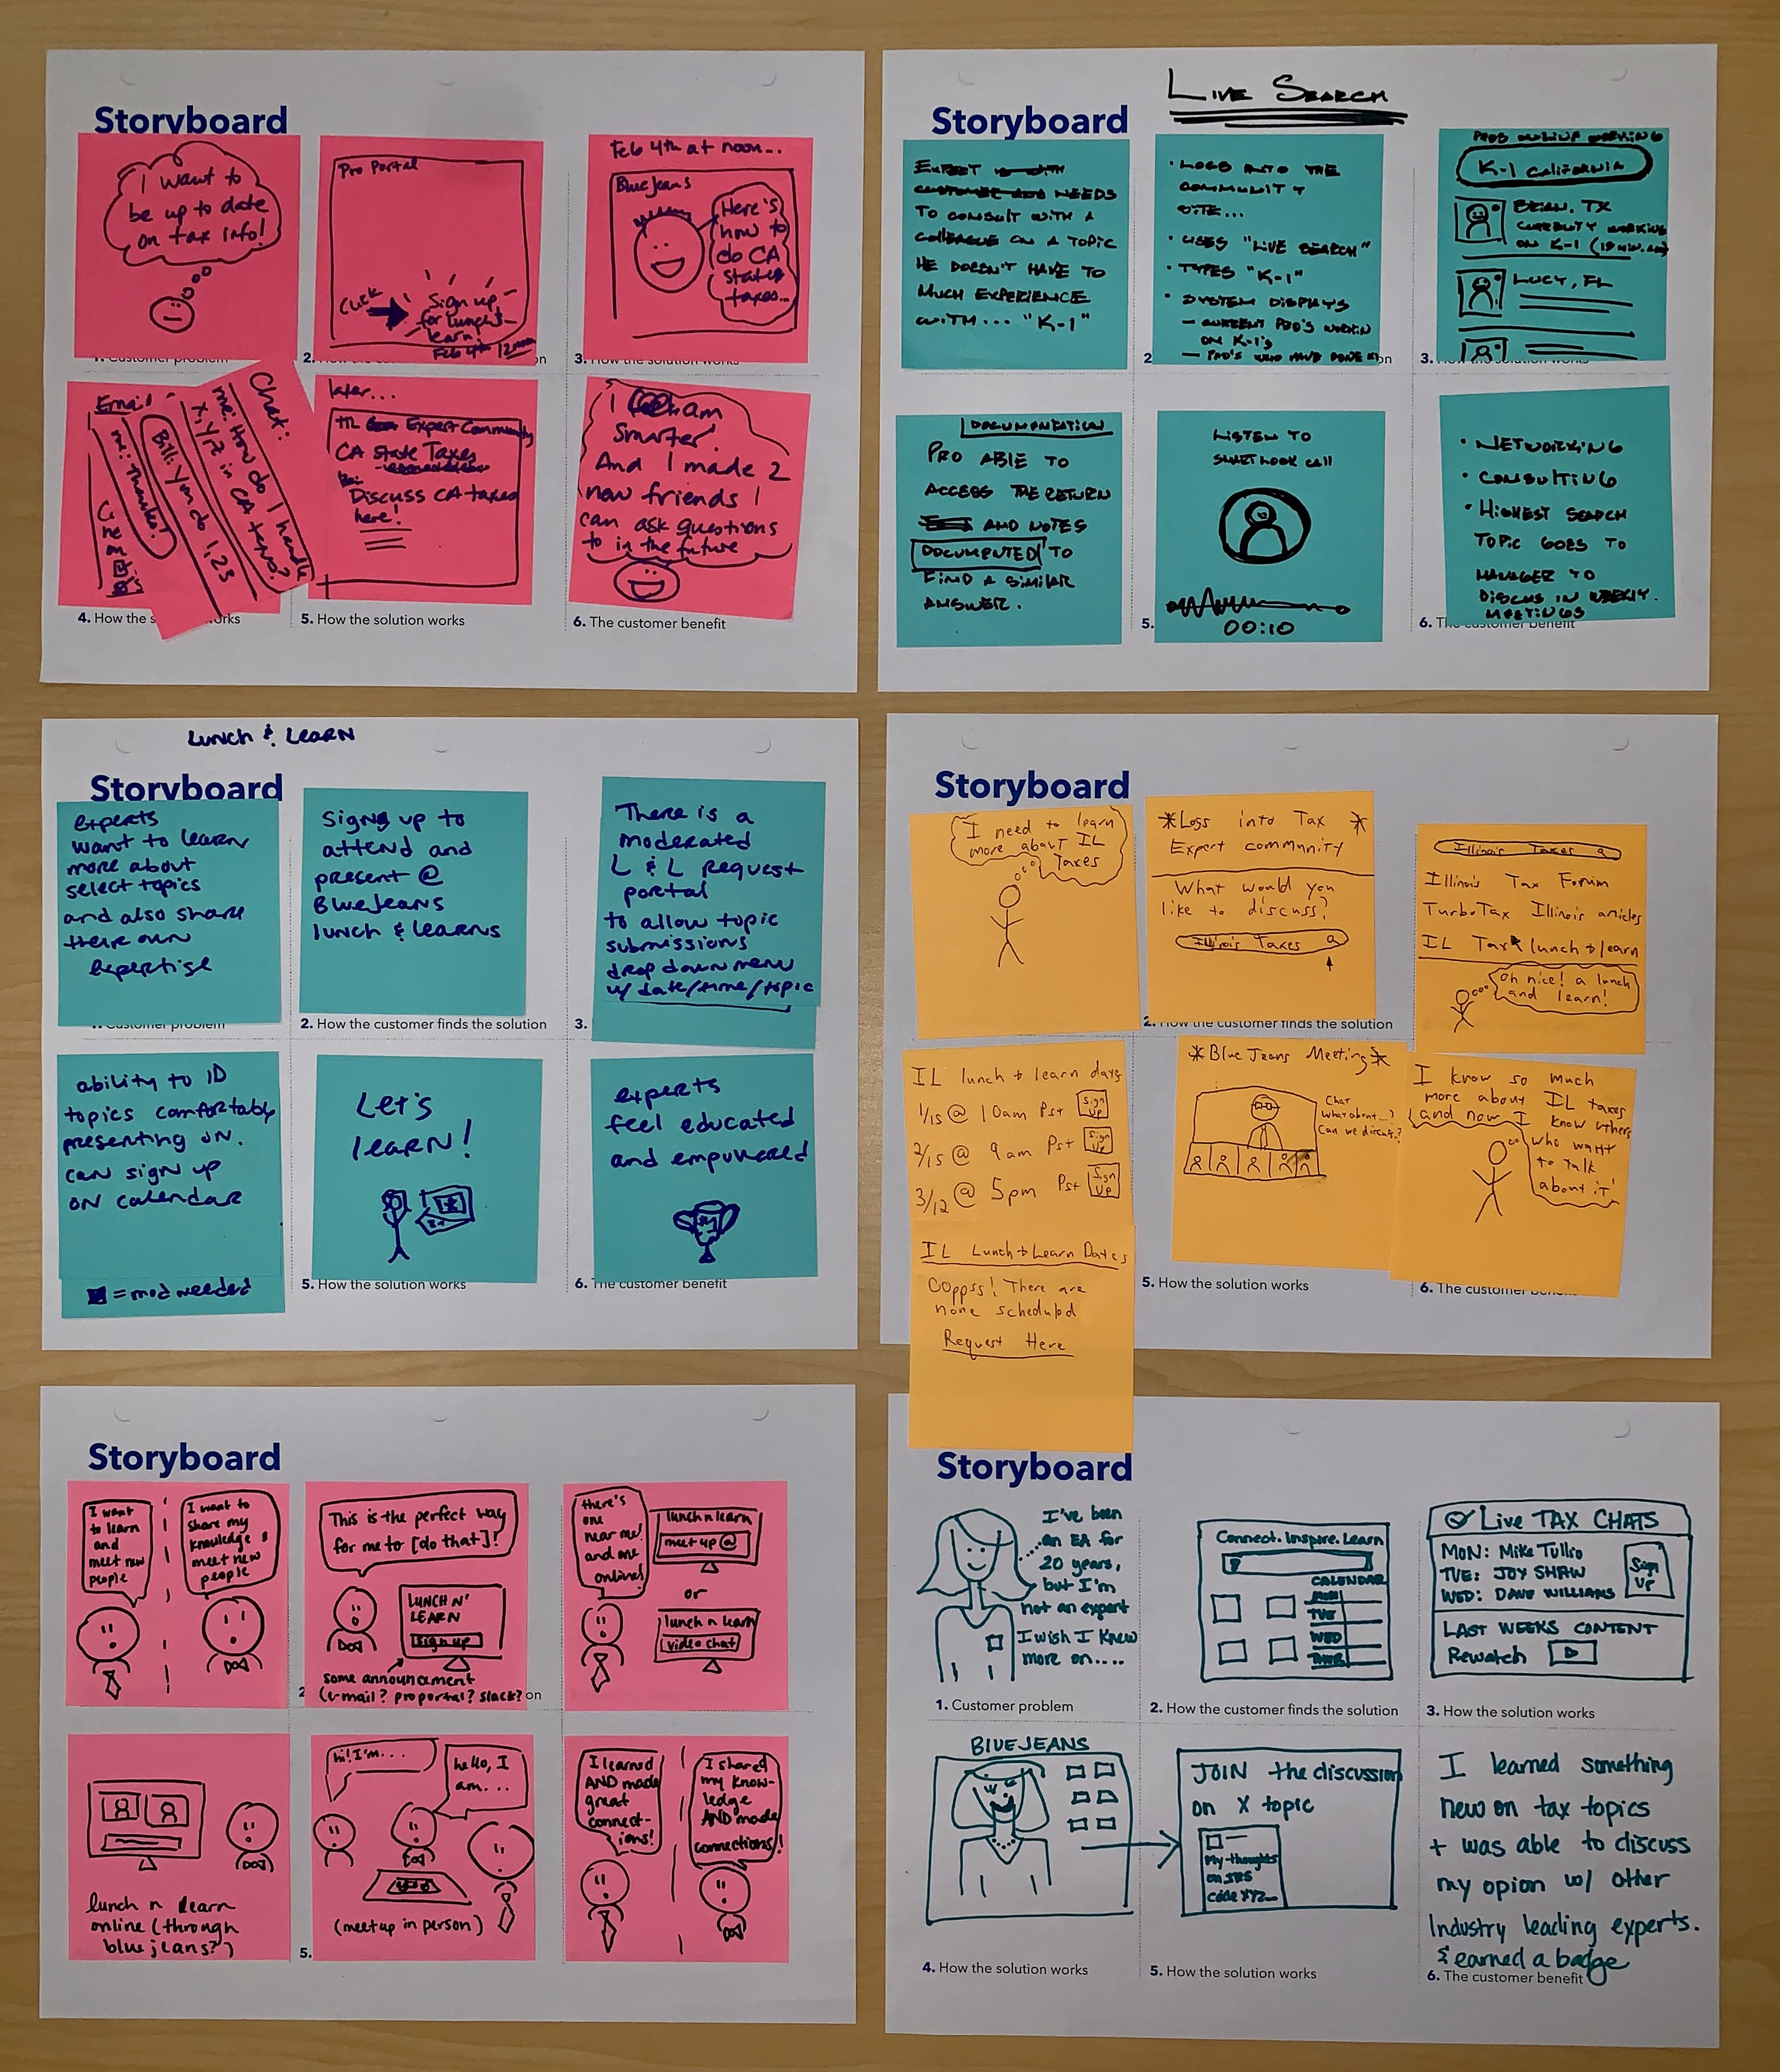 Storyboard
I want to
be up to date
on tax info!
1. Customer problem
Pro Portal
CLICK
Sign up
for lunch &
learn!
Feb 4th 12 noon
2.
on
Feb 4th at noon...
BlueJeans
Here's
how to
do CA
state
taxes...
3. How the solution works
Email
Bill: You do 1,2,3
me: Thanks!
Chat:
me: How do I handle
X, Y, Z in CA taxes?
4. How the s
orks
later...
TTL Expert Community
CA State Taxes
Discuss CA taxes
here!
5. How the solution works
I am
Smarter!
And I made 2
new friends I
can ask questions
to in the future
6. The customer benefit
LIVE SEARCH
Storyboard
EXPERT
NEEDS
TO CONSULT WITH A
COLLEAGUE ON A TOPIC
HE DOESN'T HAVE TO
MUCH EXPERIENCE
WITH... "K-1"
• LOGS INTO THE
COMMUNITY
SITE...
• USES "LIVE SEARCH"
• TYPES "K-1"
• SYSTEM DISPLAYS
– CURRENT PRO'S WORKIN
ON K-1's
– PRO'S WHO HAVE DONE K1
2
on
PROS ONLINE WORKING
K-1 CALIFORNIA
BRIAN, TX
CURRENTLY WORKING
ON K-1
LUCY, FL
3. How the solution works
DOCUMENTATION
PRO ABLE TO
ACCESS THE RETURN
AND NOTES
DOCUMENTED TO
FIND A SIMILAR
ANSWER.
LISTEN TO
SMARTLOOK CALL
00:10
5.
• NETWORKING
• CONSULTING
• HIGHEST SEARCH
TOPIC GOES TO
MANAGER TO
DISCUSS IN WEEKLY
MEETINGS
6. The customer benefit
LUNCH & LEARN
Storyboard
experts
want to learn
more about
select topics
and also share
their own
expertise
1. Customer problem
Signg up to
attend and
present @
BlueJeans
lunch & learns
2. How the customer finds the solution
There is a
moderated
L & L Request
portal
to allow topic
submissions
drop down menu
w/ date/time/topic
3.
ability to ID
topics comfortable
presenting on.
can sign up
on calendar
= mod needed
Let's
learn!
5. How the solution works
experts
feel educated
and empowered
6. The customer benefit
Storyboard
I need to learn
more about IL
Taxes
*Logs into Tax *
Expert community
What would you
like to discuss?
Illinois Taxes
2. How the customer finds the solution
Illinois Taxes
Illinois Tax Forum
TurboTax Illinois articles
IL Tax lunch + learn
Oh nice! a lunch
and learn!
IL lunch + learn days
1/15 @ 10am Pst Sign UP
2/15 @ 9am Pst Sign UP
3/12 @ 5pm Pst Sign UP
IL Lunch + Learn Dates
Ooppss! There are
none scheduled
Request Here
*Blue Jeans Meeting*
Chat
What about...?
Can we discuss..?
5. How the solution works
I know so much
more about IL taxes
and now I know others
who want
to talk
about it!
6. The customer benefit
Storyboard
I want
to learn
and
meet new
people
I want to
share my
knowledge &
meet new
people
This is the perfect way
for me to [do that]!
LUNCH N'
LEARN
sign up
some announcement
(e-mail? proportal? slack?
2
on
there's
one
near me!
and one
online!
lunch n learn
meet up @
or
lunch n learn
video chat
lunch n learn
online (through
bluejeans?)
hi! I'm...
hello, I
am...
(meet up in person)
5.
I learned
AND made
great
connect-
ions!
I shared
my know-
ledge
AND made
connections!
Storyboard
I've been
an EA for
20 years,
but I'm
not an expert
I wish I knew
more on....
1. Customer problem
Connect. Inspire. Learn
CALENDAR
MON
TUE
WED
THUR
2. How the customer finds the solution
Live TAX CHATS
MON: Mike Tullio
TUE: JOY SHAW
WED: DAVE WILLIAMS
Sign
UP
LAST WEEKS CONTENT
Rewatch
3. How the solution works
BLUEJEANS
4. How the solution works
JOIN the discussion
on X topic
My thoughts
on IRS
code XYZ...
5. How the solution works
I learned something
new on tax topics
+ was able to discuss
my opion w/ other
Industry leading experts.
& earned a badge
6. The customer benefit